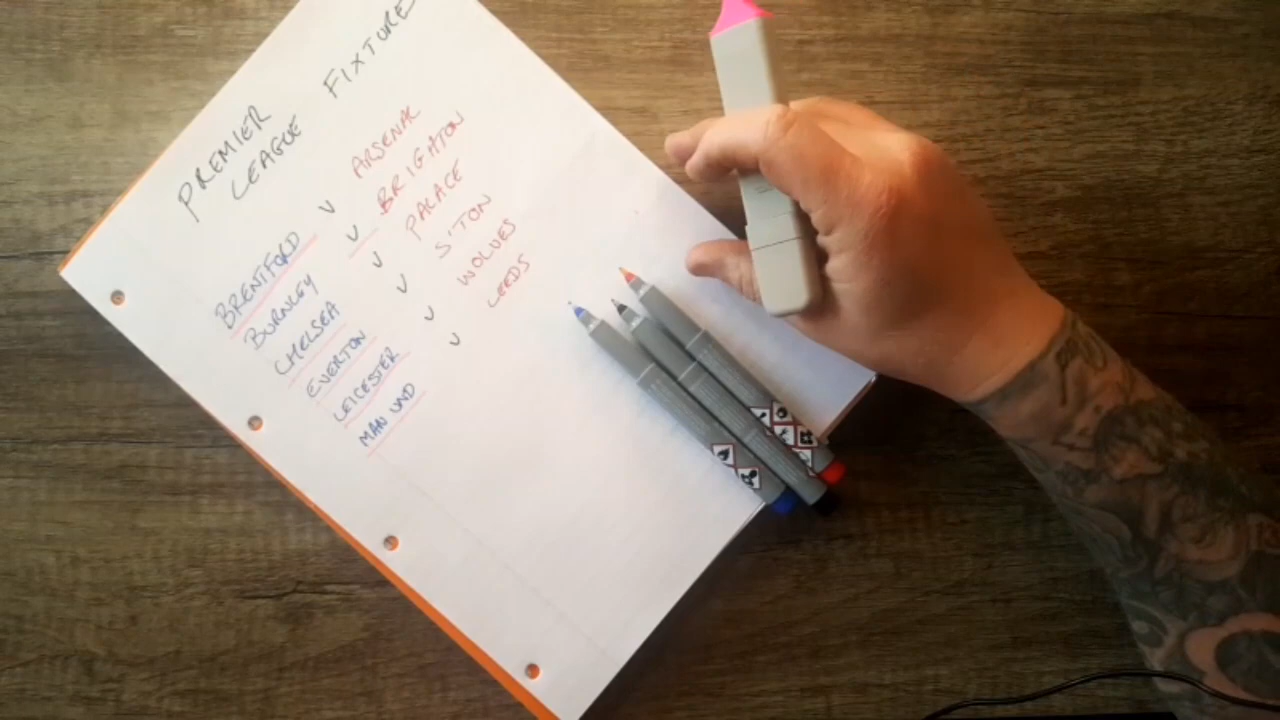 PREMIER
LEAGUE FIXTURE
BRENTFORD V ARSENAL
BURNLEY V BRIGHTON
CHELSEA V PALACE
EVERTON V S'TON
LEICESTER V WOLVES
MAN UND V LEEDS